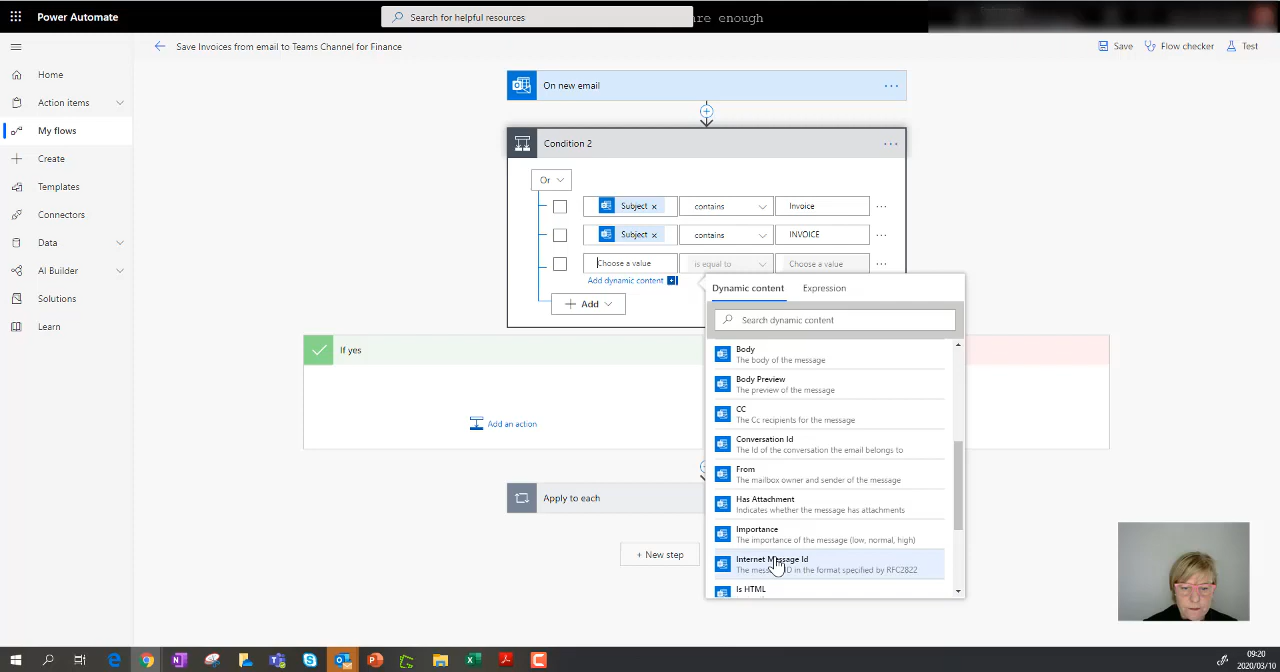 Power Automate
Search for helpful resources
are enough
Save Invoices from email to Teams Channel for Finance
Save
Flow checker
Test
Home
Action items
My flows
Create
Templates
Connectors
Data
AI Builder
Solutions
Learn
On new email
Condition 2
Or
Subject × contains Invoice
Subject × contains INVOICE
Choose a value is equal to Choose a value
Add dynamic content
Add
Dynamic content Expression
Search dynamic content
Body
The body of the message
Body Preview
The preview of the message
CC
The Cc recipients for the message
Conversation Id
The Id of the conversation the email belongs to
From
The mailbox owner and sender of the message
Has Attachment
Indicates whether the message has attachments
Importance
The importance of the message (low, normal, high)
Internet Message Id
The message ID in the format specified by RFC2822
Is HTML
If yes
Add an action
Apply to each
+ New step
09:20
2020/03/10